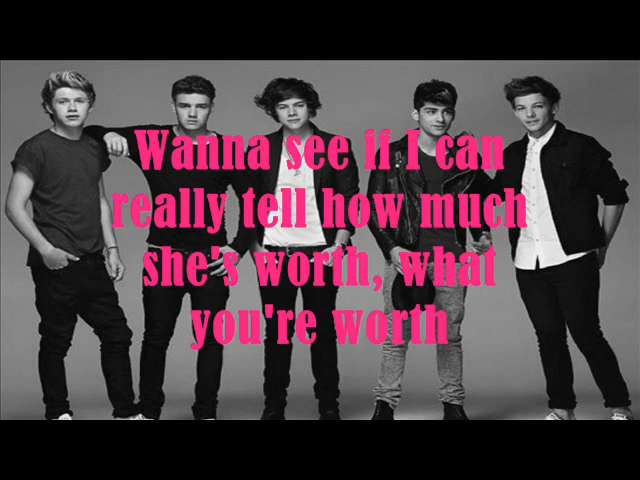 Wanna see if I can
really tell how much
she's worth, what
you're worth